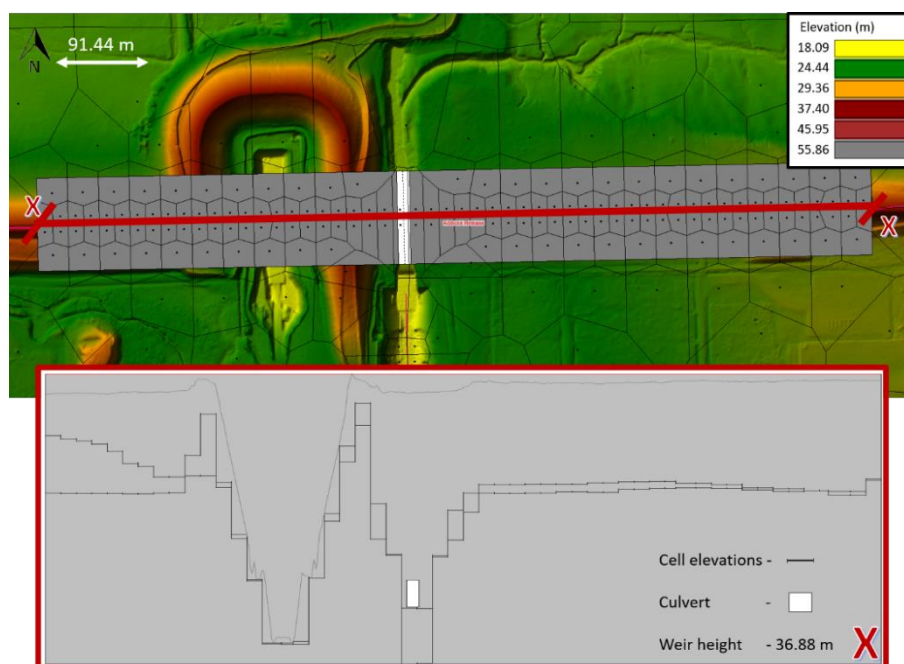 91.44 m
N
Elevation (m)
18.09
24.44
29.36
37.40
45.95
55.86
X
X
Cell elevations -
Culvert -
Weir height - 36.88 m
X